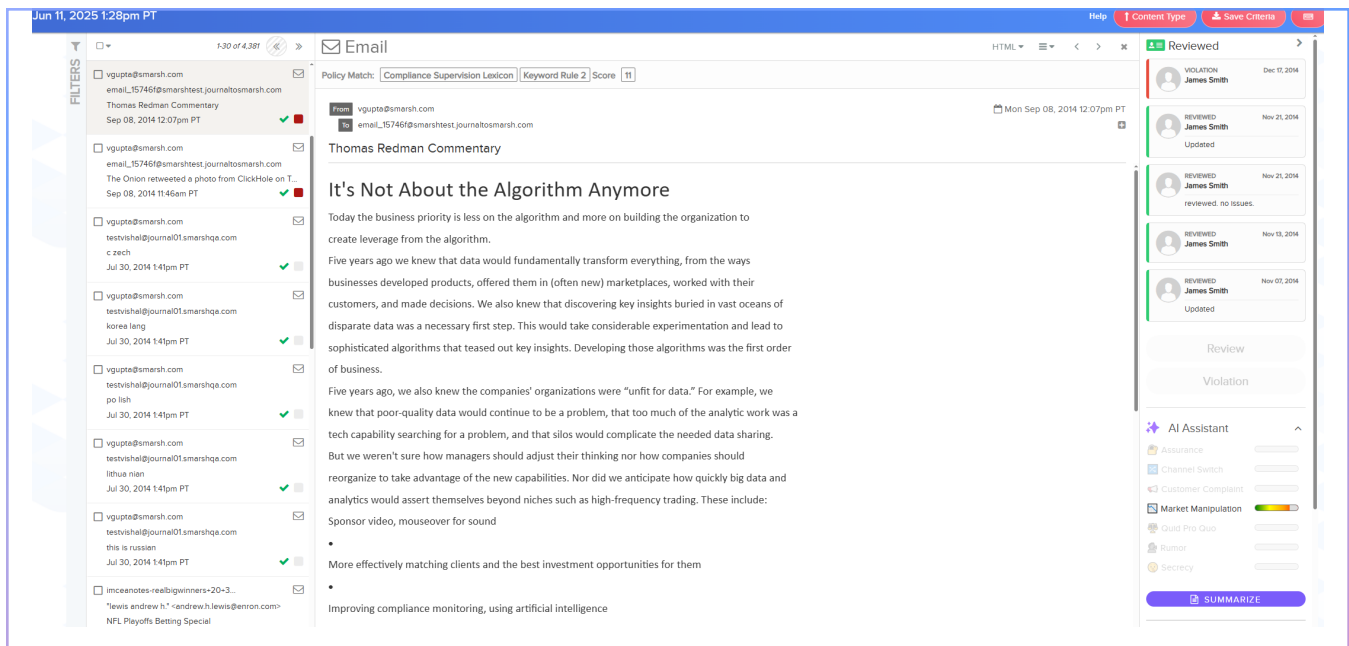 Jun 11, 2025 1:28pm PT
Help
Content Type
Save Criteria
FILTERS
1-30 of 4,381
vgupta@smarsh.com
email_15746f@smarshtest.journaltosmarsh.com
Thomas Redman Commentary
Sep 08, 2014 12:07pm PT
vgupta@smarsh.com
email_15746f@smarshtest.journaltosmarsh.com
The Onion retweeted a photo from ClickHole on T...
Sep 08, 2014 11:46am PT
vgupta@smarsh.com
testvishal@journal01.smarshqa.com
c zech
Jul 30, 2014 1:41pm PT
vgupta@smarsh.com
testvishal@journal01.smarshqa.com
korea lang
Jul 30, 2014 1:41pm PT
vgupta@smarsh.com
testvishal@journal01.smarshqa.com
po lish
Jul 30, 2014 1:41pm PT
vgupta@smarsh.com
testvishal@journal01.smarshqa.com
lithua nian
Jul 30, 2014 1:41pm PT
vgupta@smarsh.com
testvishal@journal01.smarshqa.com
this is russian
Jul 30, 2014 1:41pm PT
imceanotes-realbigwinners+20+3...
"lewis andrew h." <andrew.h.lewis@enron.com>
NFL Playoffs Betting Special
Email
HTML
Policy Match: Compliance Supervision Lexicon Keyword Rule 2 Score 11
From vgupta@smarsh.com
Mon Sep 08, 2014 12:07pm PT
To email_15746f@smarshtest.journaltosmarsh.com
Thomas Redman Commentary
It's Not About the Algorithm Anymore
Today the business priority is less on the algorithm and more on building the organization to
create leverage from the algorithm.
Five years ago we knew that data would fundamentally transform everything, from the ways
businesses developed products, offered them in (often new) marketplaces, worked with their
customers, and made decisions. We also knew that discovering key insights buried in vast oceans of
disparate data was a necessary first step. This would take considerable experimentation and lead to
sophisticated algorithms that teased out key insights. Developing those algorithms was the first order
of business.
Five years ago, we also knew the companies' organizations were “unfit for data.” For example, we
knew that poor-quality data would continue to be a problem, that too much of the analytic work was a
tech capability searching for a problem, and that silos would complicate the needed data sharing.
But we weren't sure how managers should adjust their thinking nor how companies should
reorganize to take advantage of the new capabilities. Nor did we anticipate how quickly big data and
analytics would assert themselves beyond niches such as high-frequency trading. These include:
Sponsor video, mouseover for sound
•
More effectively matching clients and the best investment opportunities for them
•
Improving compliance monitoring, using artificial intelligence
Reviewed
VIOLATION Dec 17, 2014
James Smith
REVIEWED Nov 21, 2014
James Smith
Updated
REVIEWED Nov 21, 2014
James Smith
reviewed. no issues.
REVIEWED Nov 13, 2014
James Smith
REVIEWED Nov 07, 2014
James Smith
Updated
Review
Violation
AI Assistant
Assurance
Channel Switch
Customer Complaint
Market Manipulation
Quid Pro Quo
Rumor
Secrecy
SUMMARIZE